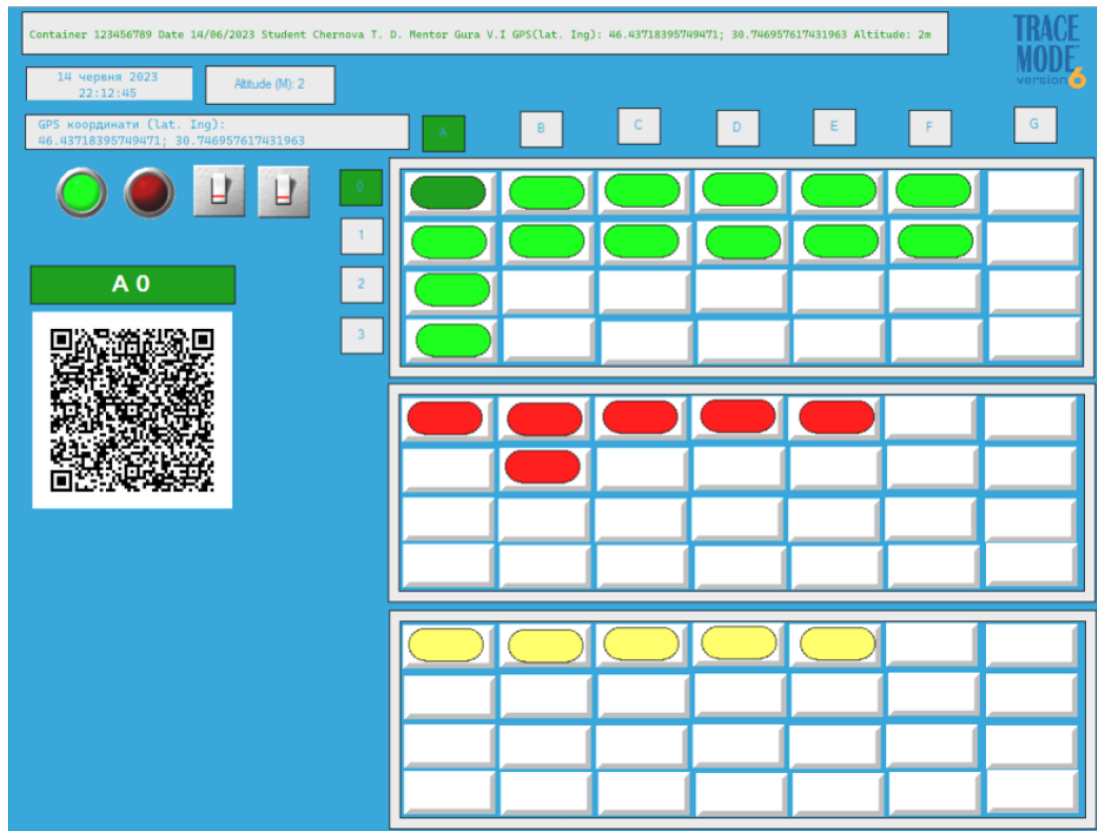 Container 123456789 Date 14/06/2023 Student Chernova T. D. Mentor Gura V.I GPS(lat. Ing): 46.43718395749471; 30.746957617431963 Altitude: 2m
TRACE
MODE
version 6
14 червня 2023
22:12:45
Altitude (M): 2
GPS координати (lat. Ing):
46.43718395749471; 30.746957617431963
A
B
C
D
E
F
G
0
1
2
3
A 0